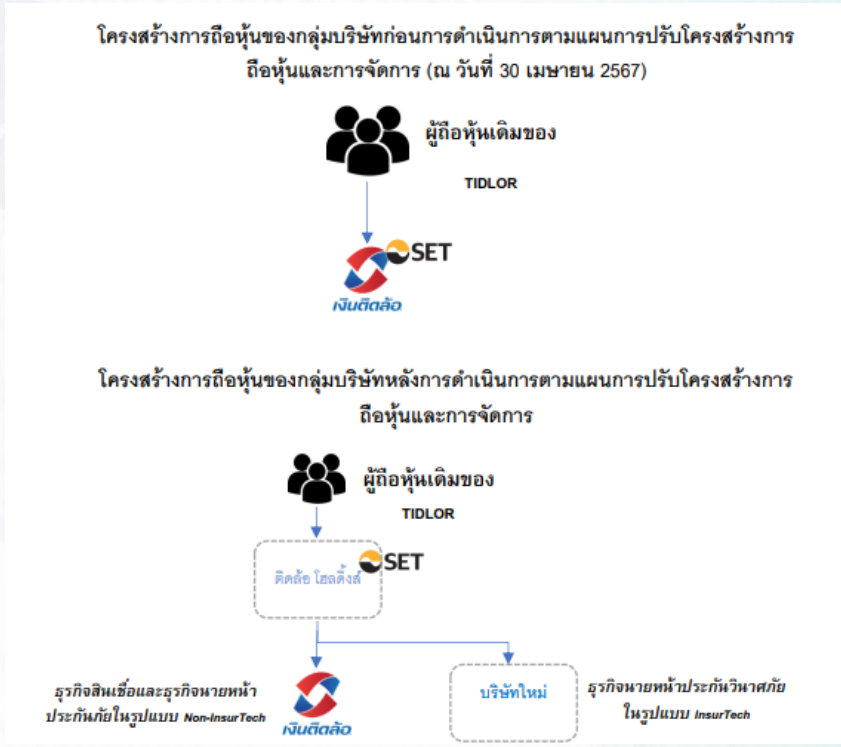 โครงสร้างการถือหุ้นของกลุ่มบริษัทก่อนการดำเนินการตามแผนการปรับโครงสร้างการ
ถือหุ้นและการจัดการ (ณ วันที่ 30 เมษายน 2567)
ผู้ถือหุ้นเดิมของ
TIDLOR
SET
เงินติดล้อ
โครงสร้างการถือหุ้นของกลุ่มบริษัทหลังการดำเนินการตามแผนการปรับโครงสร้างการ
ถือหุ้นและการจัดการ
ผู้ถือหุ้นเดิมของ
TIDLOR
SET
ติดล้อ โฮลดิ้งส์
ธุรกิจสินเชื่อและธุรกิจนายหน้า
ประกันภัยในรูปแบบ Non-InsurTech
เงินติดล้อ
บริษัทใหม่
ธุรกิจนายหน้าประกันวินาศภัย
ในรูปแบบ InsurTech